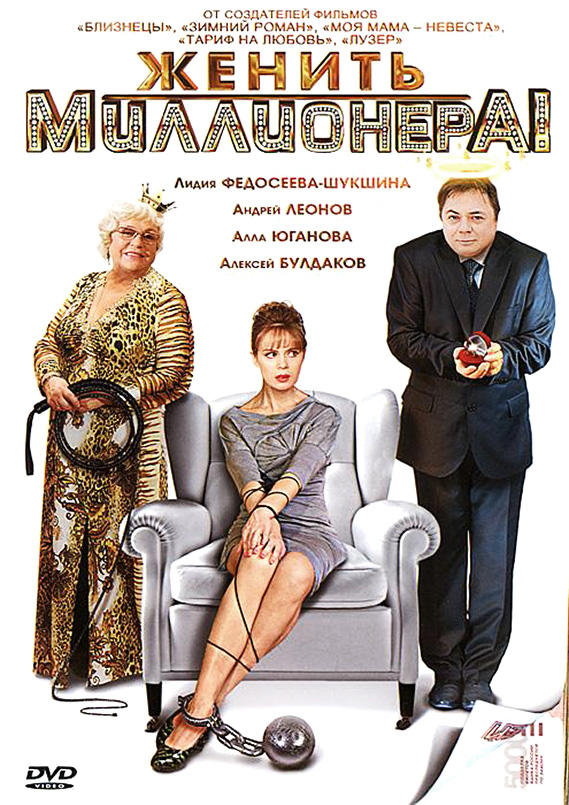 ОТ СОЗДАТЕЛЕЙ ФИЛЬМОВ
«БЛИЗНЕЦЫ», «ЗИМНИЙ РОМАН», «МОЯ МАМА – НЕВЕСТА»,
«ТАРИФ НА ЛЮБОВЬ», «ЛУЗЕР»
ЖЕНИТЬ
МИЛЛИОНЕРА!
ЛИДИЯ ФЕДОСЕЕВА-ШУКШИНА
АНДРЕЙ ЛЕОНОВ
АЛЛА ЮГАНОВА
АЛЕКСЕЙ БУЛДАКОВ
DVD
VIDEO